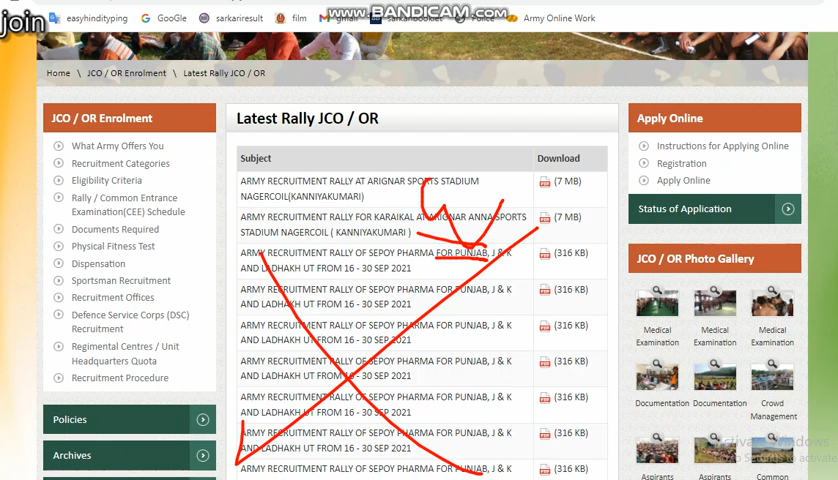 join
www.BANDICAM.com
easyhindityping
GooGle
sarkariresult
film
gmail
sarkaribooklet
Police
Army Online Work
Home \ JCO / OR Enrolment \ Latest Rally JCO / OR
JCO / OR Enrolment
What Army Offers You
Recruitment Categories
Eligibility Criteria
Rally / Common Entrance
Examination(CEE) Schedule
Documents Required
Physical Fitness Test
Dispensation
Sportsman Recruitment
Recruitment Offices
Defence Service Corps (DSC)
Recruitment
Regimental Centres / Unit
Headquarters Quota
Recruitment Procedure
Policies
Archives
Latest Rally JCO / OR
Subject Download
ARMY RECRUITMENT RALLY AT ARIGNAR SPORTS STADIUM
NAGERCOIL(KANNIYAKUMARI)
(7 MB)
ARMY RECRUITMENT RALLY FOR KARAIKAL AT ARIGNAR ANNA SPORTS
STADIUM NAGERCOIL ( KANNIYAKUMARI )
(7 MB)
ARMY RECRUITMENT RALLY OF SEPOY PHARMA FOR PUNJAB, J & K
AND LADHAKH UT FROM 16 - 30 SEP 2021
(316 KB)
ARMY RECRUITMENT RALLY OF SEPOY PHARMA FOR PUNJAB, J & K
AND LADHAKH UT FROM 16 - 30 SEP 2021
(316 KB)
ARMY RECRUITMENT RALLY OF SEPOY PHARMA FOR PUNJAB, J & K
AND LADHAKH UT FROM 16 - 30 SEP 2021
(316 KB)
ARMY RECRUITMENT RALLY OF SEPOY PHARMA FOR PUNJAB, J & K
AND LADHAKH UT FROM 16 - 30 SEP 2021
(316 KB)
ARMY RECRUITMENT RALLY OF SEPOY PHARMA FOR PUNJAB, J & K
AND LADHAKH UT FROM 16 - 30 SEP 2021
(316 KB)
ARMY RECRUITMENT RALLY OF SEPOY PHARMA FOR PUNJAB, J & K
AND LADHAKH UT FROM 16 - 30 SEP 2021
(316 KB)
ARMY RECRUITMENT RALLY OF SEPOY PHARMA FOR PUNJAB, J & K
(316 KB)
Apply Online
Instructions for Applying Online
Registration
Apply Online
Status of Application
JCO / OR Photo Gallery
Medical
Examination
Medical
Examination
Medical
Examination
Documentation
Documentation
Crowd
Management
Aspirants
Aspirants
Common
Activate Windows
Go to Settings to activate